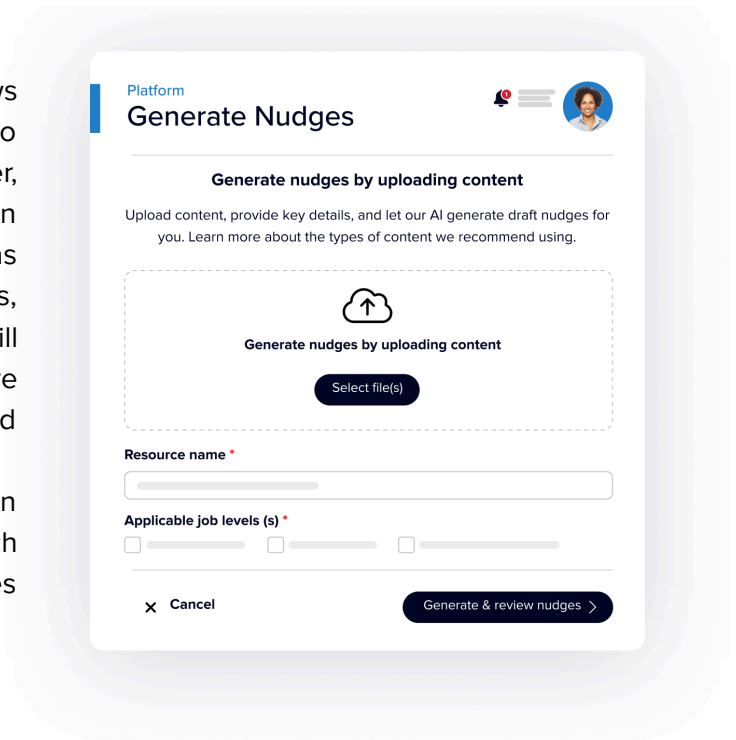 Platform
Generate Nudges
1
Generate nudges by uploading content
Upload content, provide key details, and let our AI generate draft nudges for
you. Learn more about the types of content we recommend using.
Generate nudges by uploading content
Select file(s)
Resource name *
Applicable job levels (s) *
Cancel
Generate & review nudges